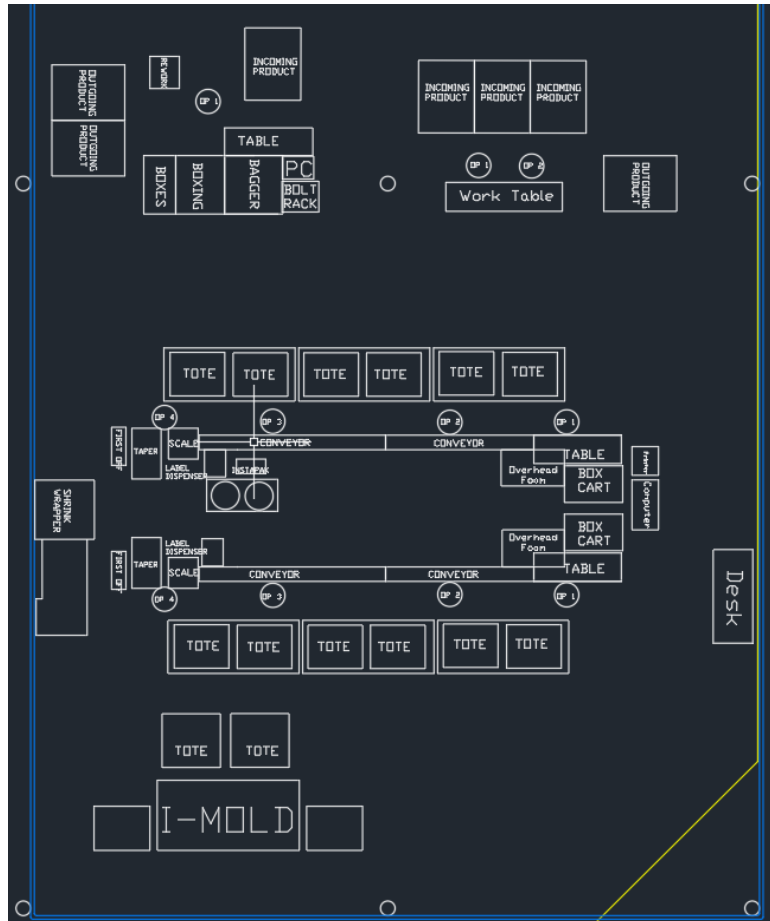 INCOMING
PRODUCT
REWORK
OUTGOING
PRODUCT
OUTGOING
PRODUCT
OP 1
INCOMING
PRODUCT
INCOMING
PRODUCT
INCOMING
PRODUCT
TABLE
BOXES
BOXING
BAGGER
PC
BOLT
RACK
OP 1
OP 2
Work Table
OUTGOING
PRODUCT
TOTE
TOTE
TOTE
TOTE
TOTE
TOTE
OP 4
OP 3
OP 2
OP 1
FIRST OFF
TAPER
SCALE
CONVEYOR
CONVEYOR
TABLE
LABEL
DISPENSER
INSTAPAK
Overhead
Foam
BOX
CART
Printer
Computer
SHRINK
WRAPPER
BOX
CART
FIRST OFF
TAPER
LABEL
DISPENSER
SCALE
CONVEYOR
CONVEYOR
Overhead
Foam
TABLE
OP 4
OP 3
OP 2
OP 1
Desk
TOTE
TOTE
TOTE
TOTE
TOTE
TOTE
TOTE
TOTE
I-MOLD